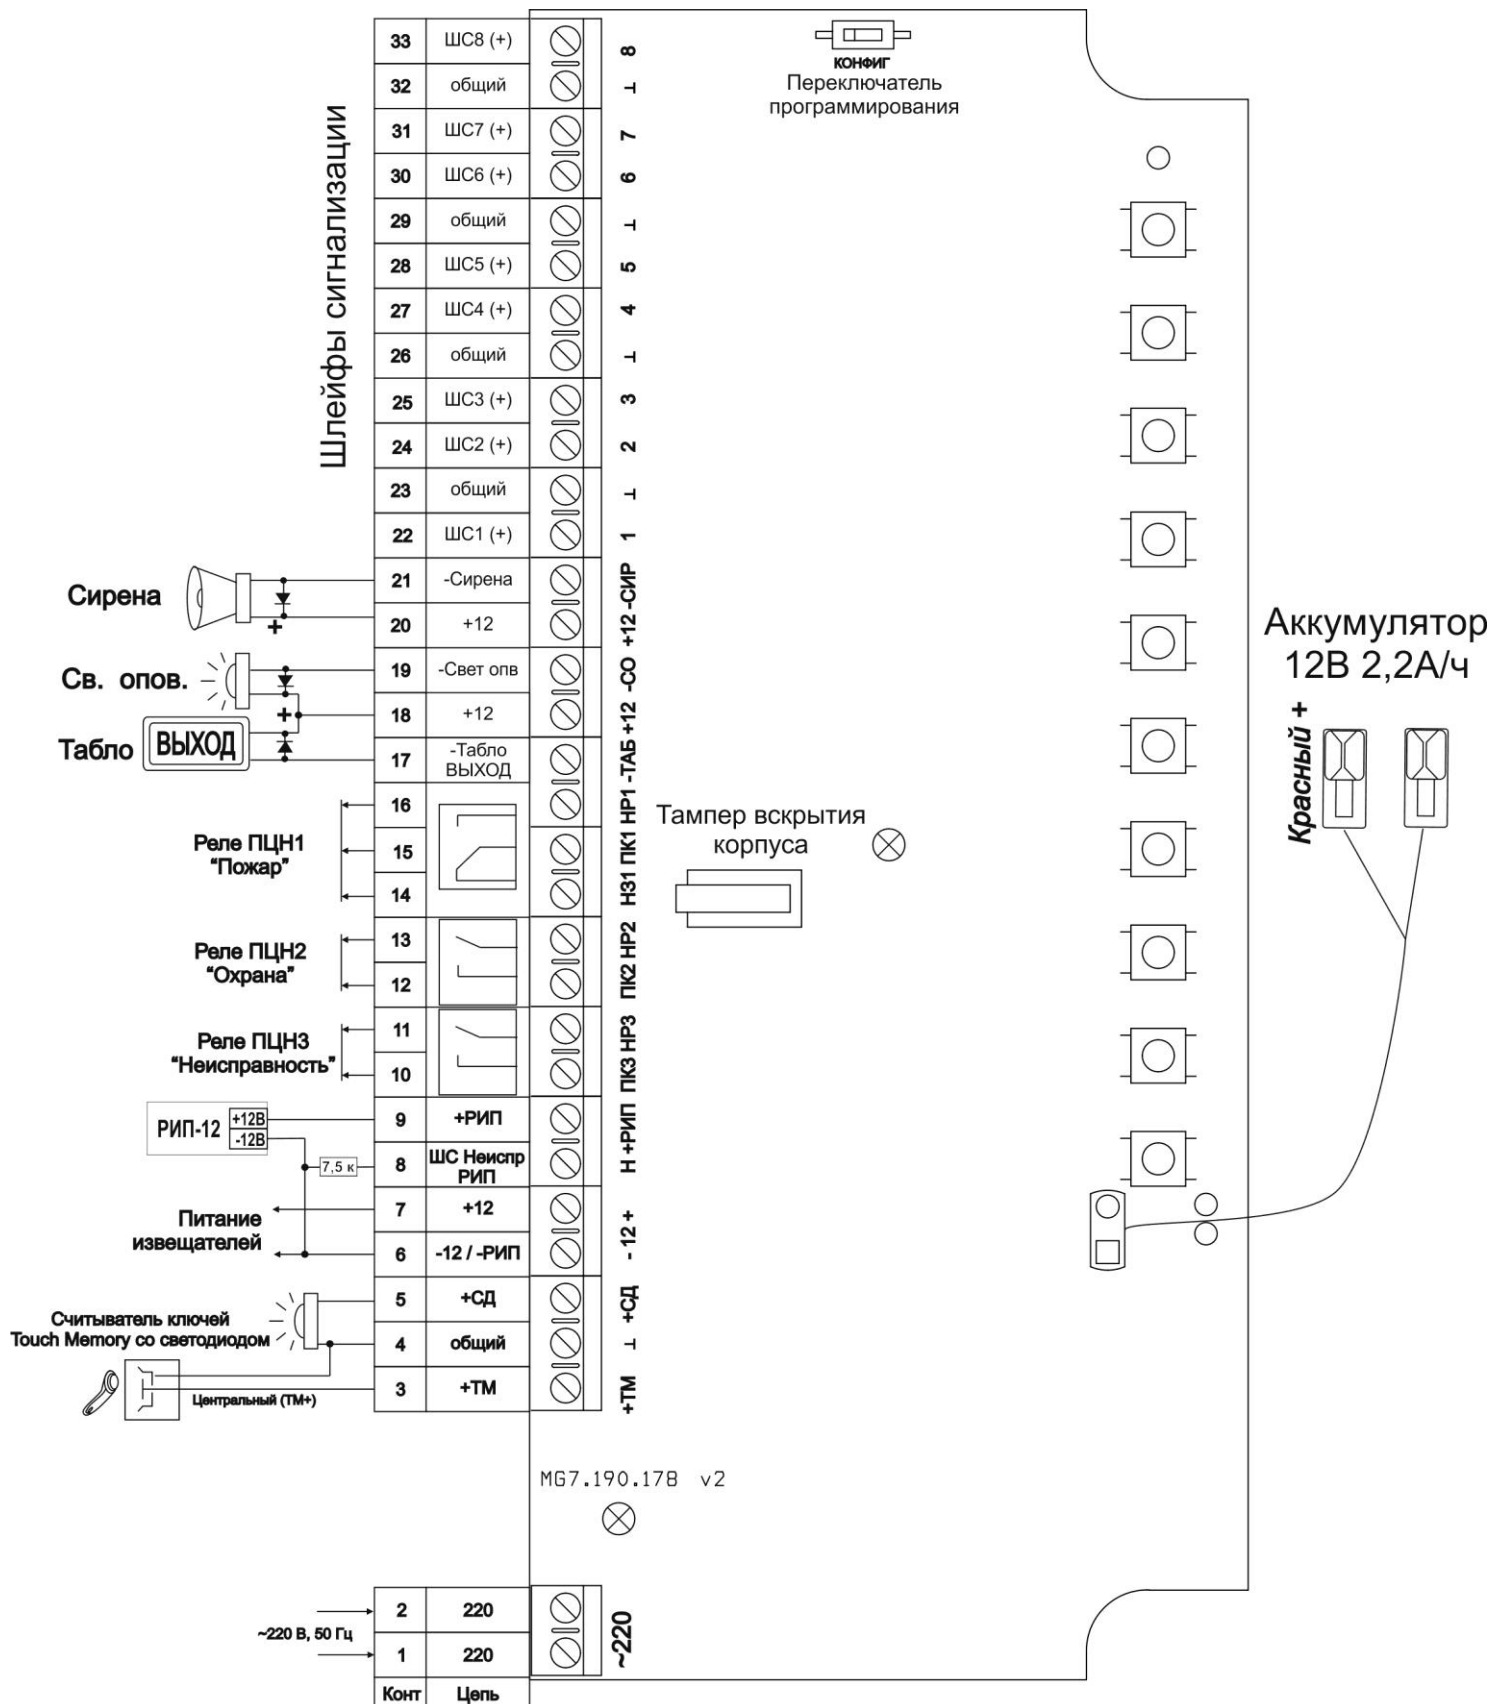 КОНФИГ
Переключатель
программирования
Шлейфы сигнализации
33 ШС8 (+) 8
32 общий ⊥
31 ШС7 (+) 7
30 ШС6 (+) 6
29 общий ⊥
28 ШС5 (+) 5
27 ШС4 (+) 4
26 общий ⊥
25 ШС3 (+) 3
24 ШС2 (+) 2
23 общий ⊥
22 ШС1 (+) 1
Сирена
21 -Сирена -СИР
+
20 +12 +12
Св. опов.
19 -Свет опв -СО
+
18 +12 +12
Табло
ВЫХОД
17 -Табло
ВЫХОД
-ТАБ
16 НР1
Реле ПЦН1
“Пожар”
15 ПК1
14 НЗ1
Тампер вскрытия
корпуса
Аккумулятор
12В 2,2А/ч
Красный +
Реле ПЦН2
“Охрана”
13 НР2
12 ПК2
Реле ПЦН3
“Неисправность”
11 НР3
10 ПК3
РИП-12
+12В
-12В
9 +РИП +РИП
7,5 к
8 ШС Неиспр
РИП
Н
Питание
извещателей
7 +12
6 -12 / -РИП
- 12 +
5 +СД +СД
Считыватель ключей
Touch Memory со светодиодом
4 общий ⊥
Центральный (ТМ+)
3 +ТМ +ТМ
MG7.190.178 v2
~220 В, 50 Гц
2 220
1 220
~220
Конт Цепь